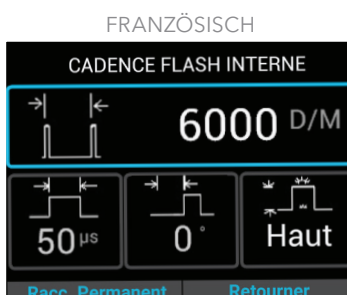 FRANZÖSISCH
CADENCE FLASH INTERNE
6000 D/M
50 µs
0 °
Haut
Racc. Permanent
Retourner